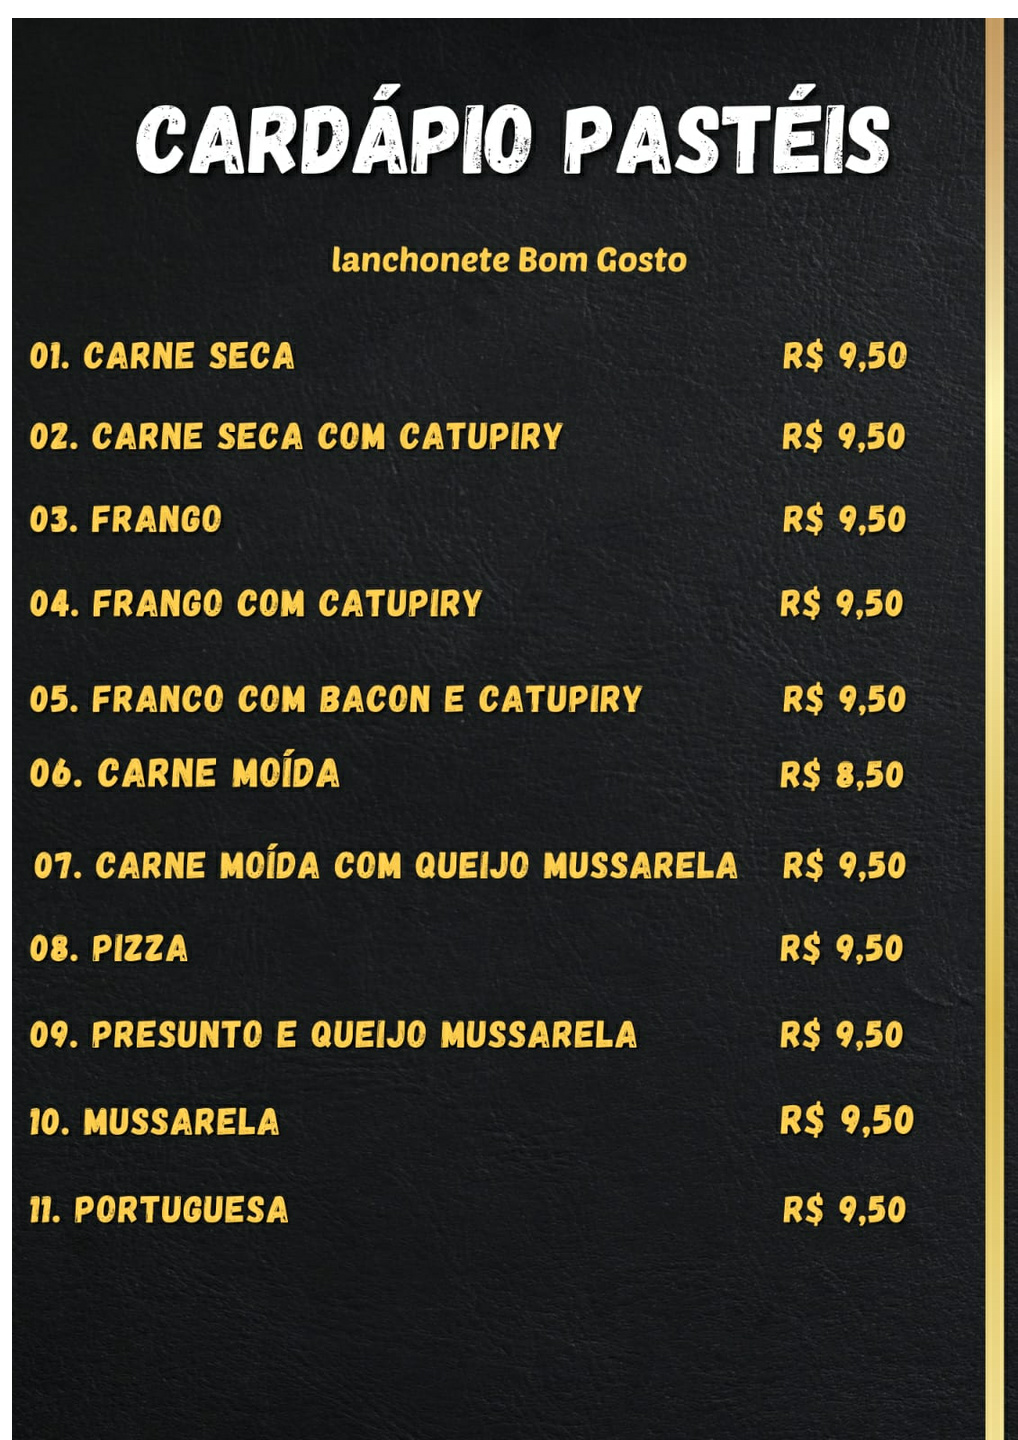 CARDÁPIO PASTÉIS
lanchonete Bom Gosto
01. CARNE SECA R$ 9,50
02. CARNE SECA COM CATUPIRY R$ 9,50
03. FRANGO R$ 9,50
04. FRANGO COM CATUPIRY R$ 9,50
05. FRANCO COM BACON E CATUPIRY R$ 9,50
06. CARNE MOÍDA R$ 8,50
07. CARNE MOÍDA COM QUEIJO MUSSARELA R$ 9,50
08. PIZZA R$ 9,50
09. PRESUNTO E QUEIJO MUSSARELA R$ 9,50
10. MUSSARELA R$ 9,50
11. PORTUGUESA R$ 9,50